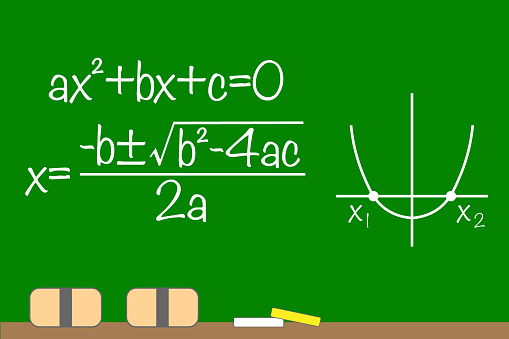 ax²+bx+c=0
x= -b±√b²-4ac
2a
x₁ x₂